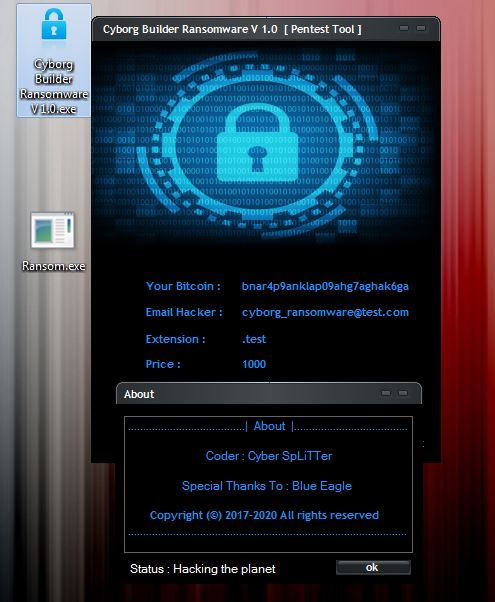 Cyborg
Builder
Ransomware
V 1.0.exe
Ransom.exe
Cyborg Builder Ransomware V 1.0 [ Pentest Tool ]
Your Bitcoin : bnar4p9anklap09ahg7aghak6ga
Email Hacker : cyborg_ransomware@test.com
Extension : .test
Price : 1000
About
| About |
Coder : Cyber SpLiTTer
Special Thanks To : Blue Eagle
Copyright (©) 2017-2020 All rights reserved
Status : Hacking the planet
ok